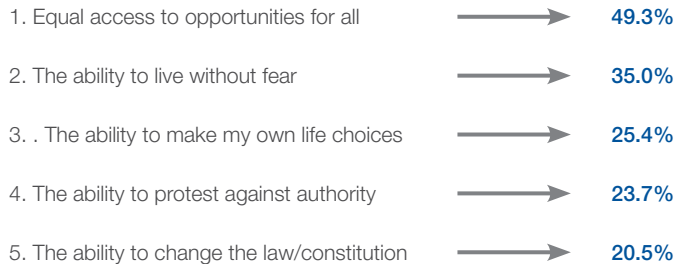 1. Equal access to opportunities for all 49.3%
2. The ability to live without fear 35.0%
3. . The ability to make my own life choices 25.4%
4. The ability to protest against authority 23.7%
5. The ability to change the law/constitution 20.5%